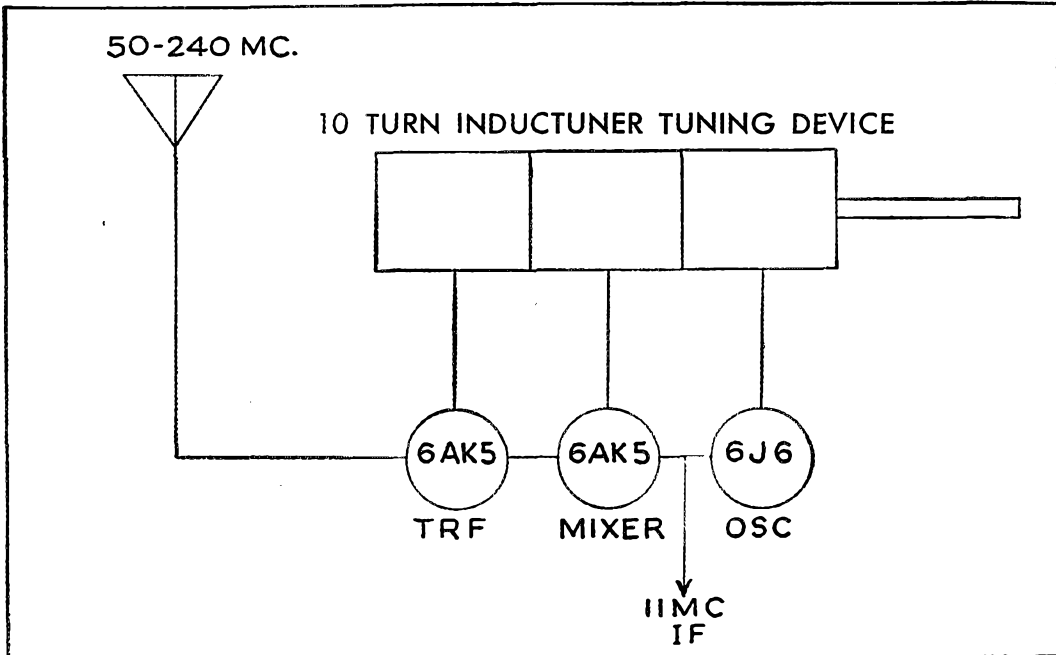 50-240 MC.
10 TURN INDUCTUNER TUNING DEVICE
6AK5
6AK5
6J6
TRF
MIXER
OSC
11MC
IF